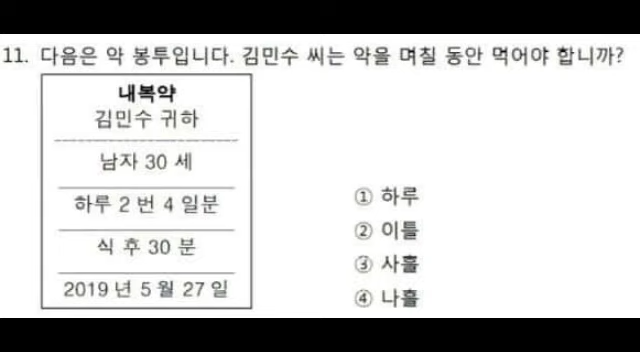 11. 다음은 약 봉투입니다. 김민수 씨는 약을 며칠 동안 먹어야 합니까?
내복약
김민수 귀하
남자 30 세
하루 2 번 4 일분
식 후 30 분
2019 년 5 월 27 일
① 하루
② 이틀
③ 사흘
④ 나흘